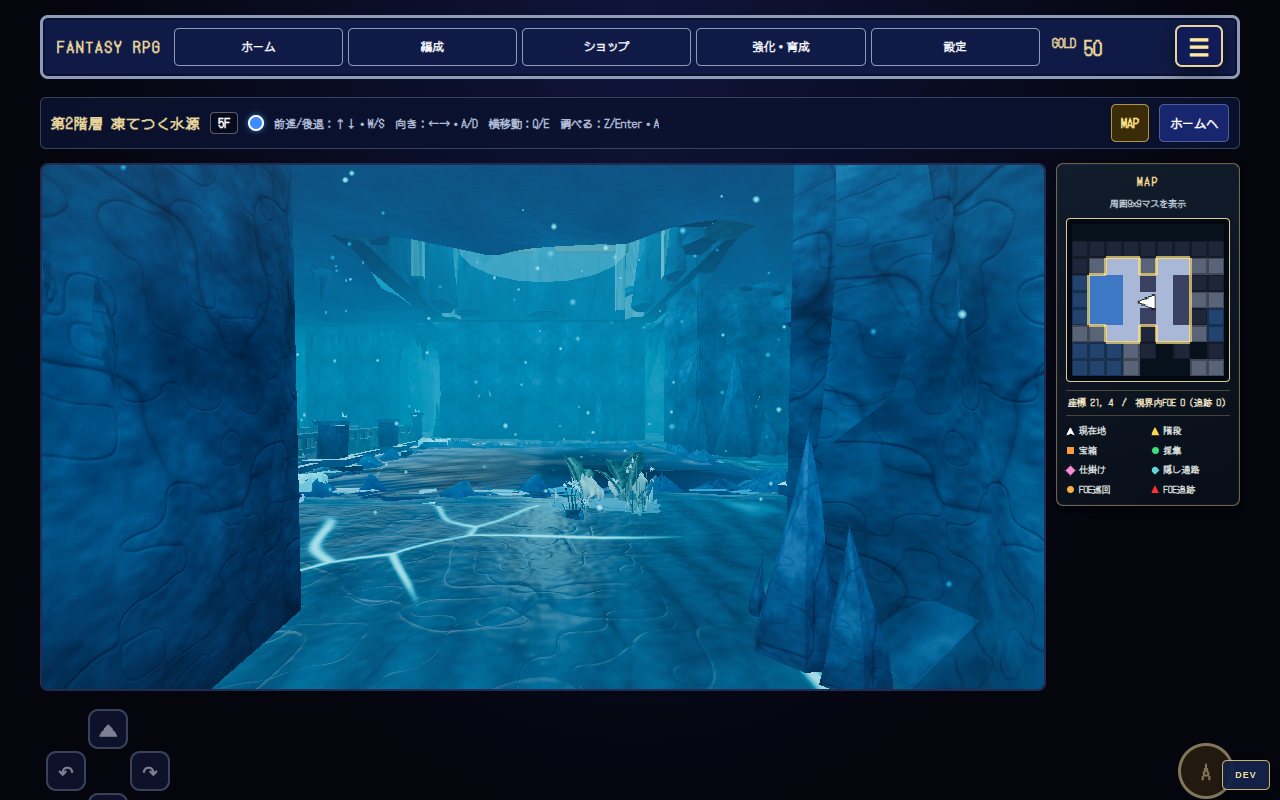 FANTASY RPG
ホーム
編成
ショップ
強化・育成
設定
GOLD 50
第2階層 凍てつく水源 5F 前進/後退：↑↓・W/S 向き：←→・A/D 横移動：Q/E 調べる：Z/Enter・A
MAP
ホームへ
MAP
周囲9x9マスを表示
座標 21, 4 / 視界内FOE 0 (追跡 0)
現在地
階段
宝箱
採集
仕掛け
隠し通路
FOE巡回
FOE追跡
A
DEV